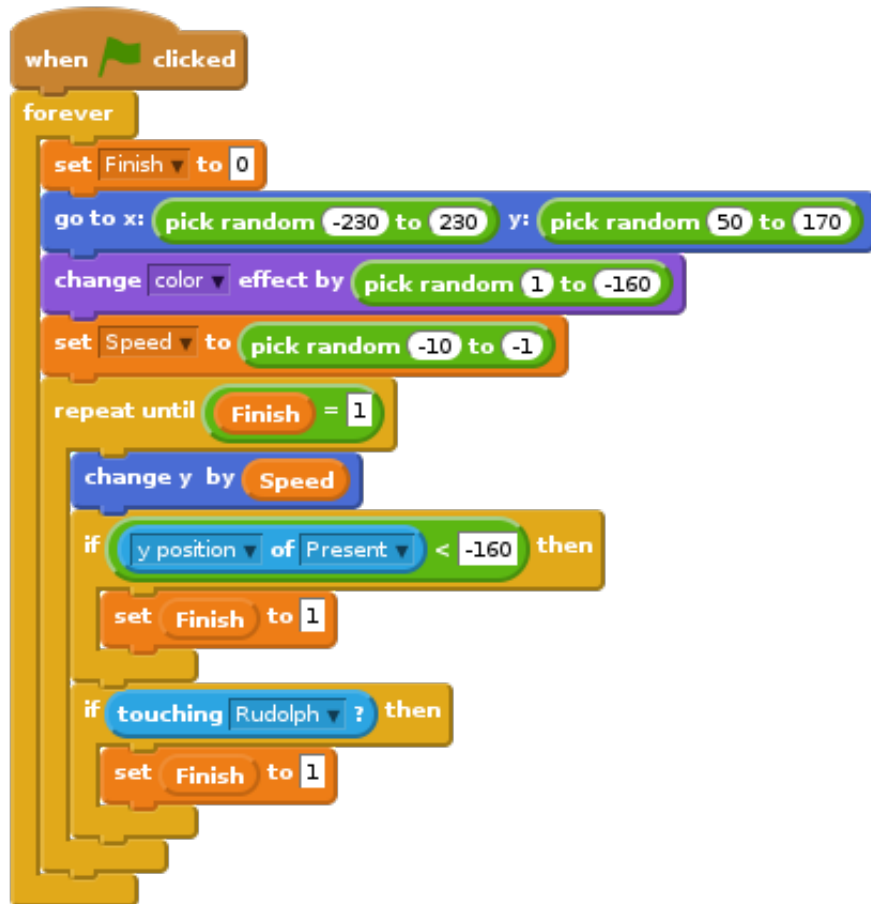 when clicked
forever
set Finish to 0
go to x: pick random -230 to 230 y: pick random 50 to 170
change color effect by pick random 1 to -160
set Speed to pick random -10 to -1
repeat until Finish = 1
change y by Speed
if y position of Present < -160 then
set Finish to 1
if touching Rudolph ? then
set Finish to 1